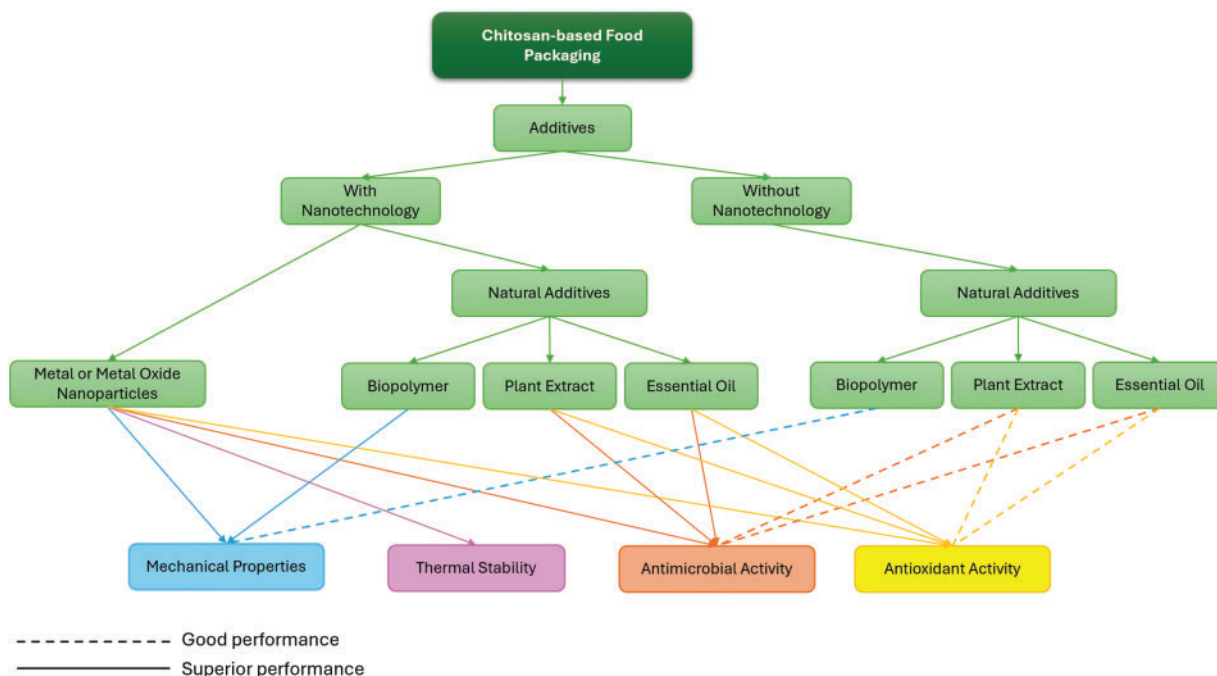 Chitosan-based Food
Packaging
Additives
With
Nanotechnology
Without
Nanotechnology
Natural Additives
Natural Additives
Metal or Metal Oxide
Nanoparticles
Biopolymer
Plant Extract
Essential Oil
Biopolymer
Plant Extract
Essential Oil
Mechanical Properties
Thermal Stability
Antimicrobial Activity
Antioxidant Activity
Good performance
Superior performance